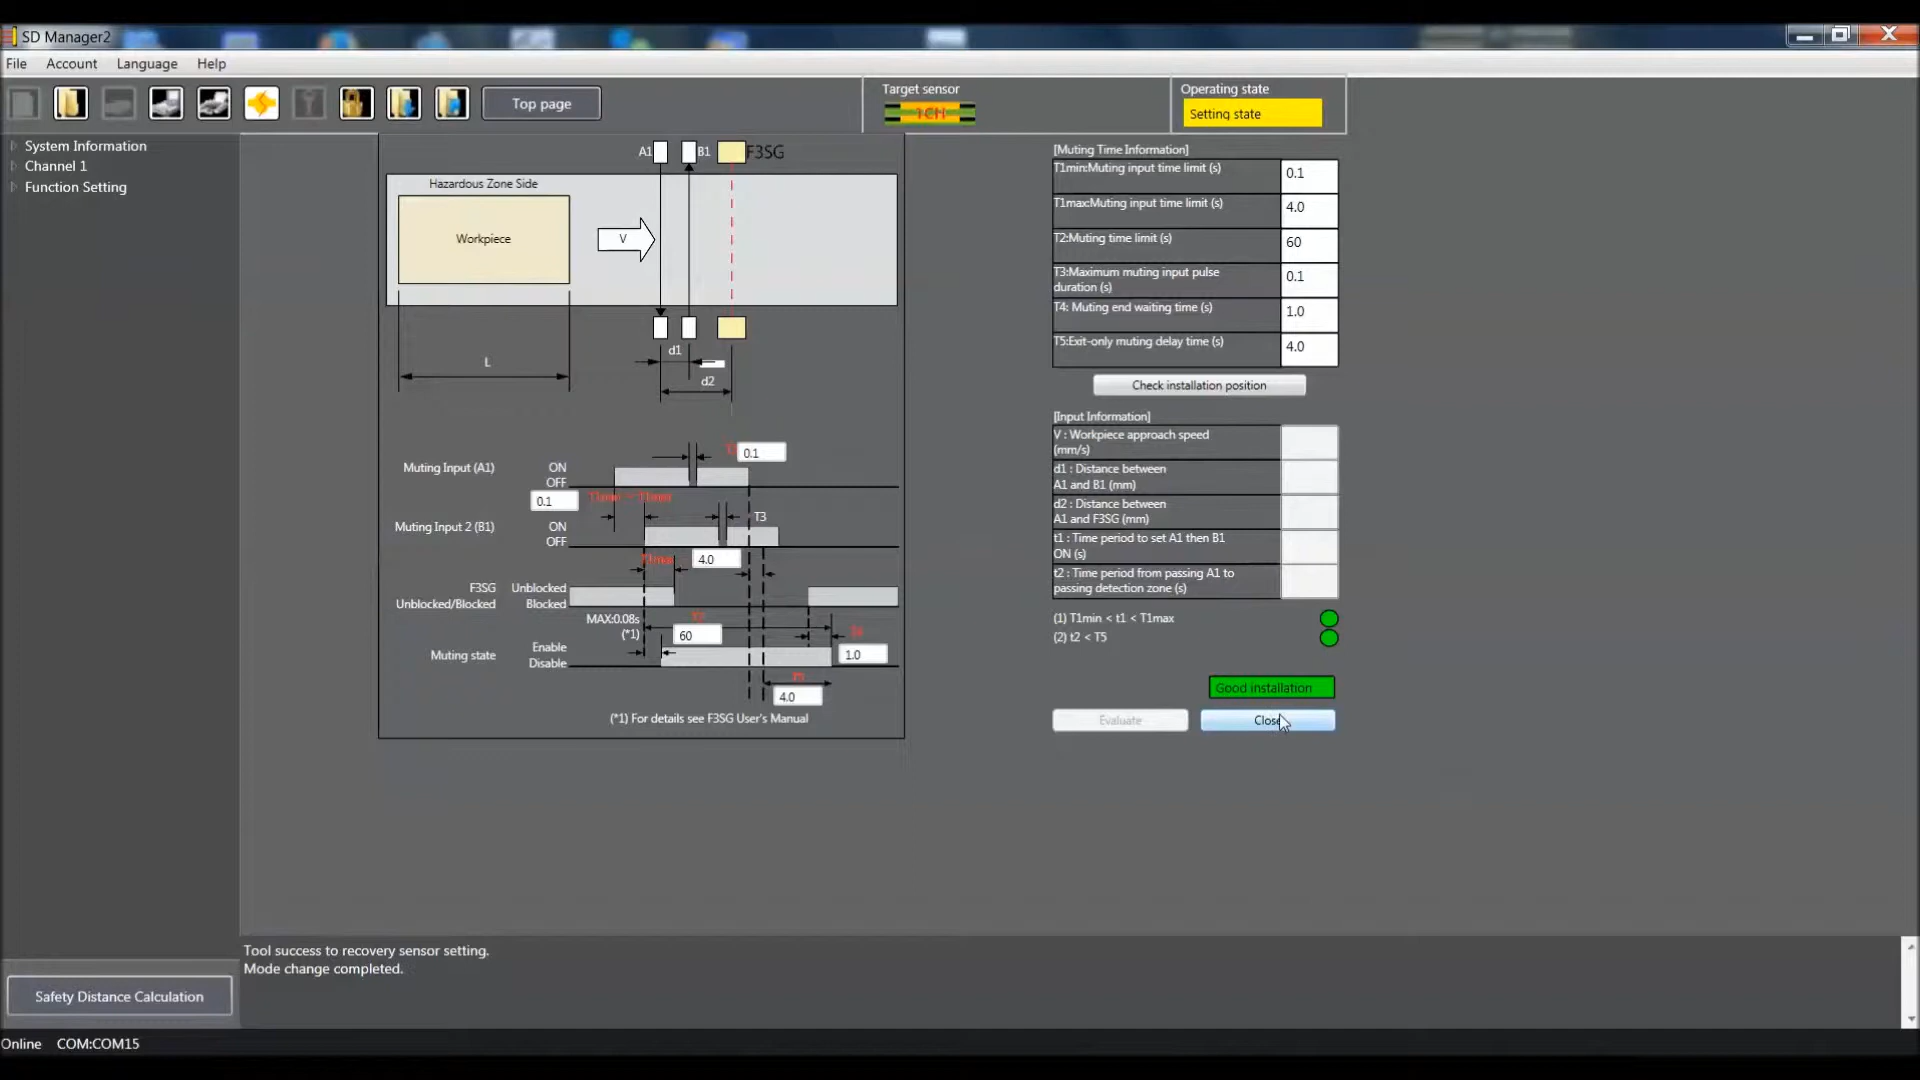 SD Manager2
File Account Language Help
Top page
Target sensor
1CH
Operating state
Setting state
System Information
Channel 1
Function Setting
A1 B1 F3SG
Hazardous Zone Side
Workpiece
V
L
d1
d2
Muting Input (A1) ON
OFF
0.1
0.1
Muting Input 2 (B1) ON
OFF
T3
T1max 4.0
F3SG Unblocked
Unblocked/Blocked Blocked
MAX:0.08s
(*1)
60
Muting state Enable
Disable
T4
1.0
4.0
(*1) For details see F3SG User's Manual
[Muting Time Information]
T1min:Muting input time limit (s) 0.1
T1max:Muting input time limit (s) 4.0
T2:Muting time limit (s) 60
T3:Maximum muting input pulse
duration (s) 0.1
T4: Muting end waiting time (s) 1.0
T5:Exit-only muting delay time (s) 4.0
Check installation position
[Input Information]
V : Workpiece approach speed
(mm/s)
d1 : Distance between
A1 and B1 (mm)
d2 : Distance between
A1 and F3SG (mm)
t1 : Time period to set A1 then B1
ON (s)
t2 : Time period from passing A1 to
passing detection zone (s)
(1) T1min < t1 < T1max
(2) t2 < T5
Good installation
Evaluate Close
Tool success to recovery sensor setting.
Mode change completed.
Safety Distance Calculation
Online COM:COM15